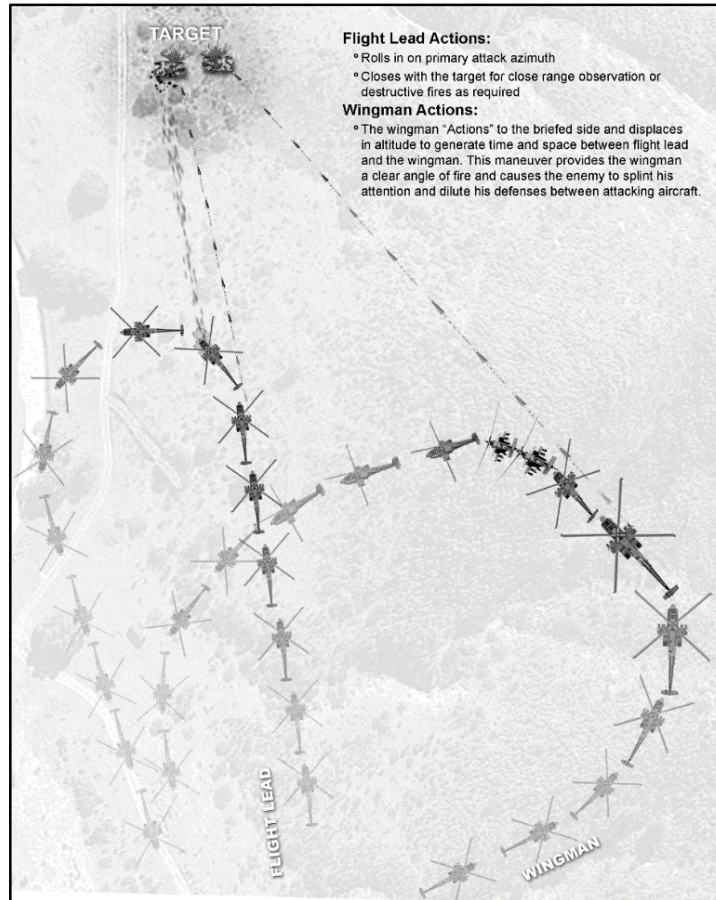 TARGET
Flight Lead Actions:
° Rolls in on primary attack azimuth
° Closes with the target for close range observation or
destructive fires as required
Wingman Actions:
° The wingman "Actions" to the briefed side and displaces
in altitude to generate time and space between flight lead
and the wingman. This maneuver provides the wingman
a clear angle of fire and causes the enemy to splint his
attention and dilute his defenses between attacking aircraft.
FLIGHT LEAD
WINGMAN